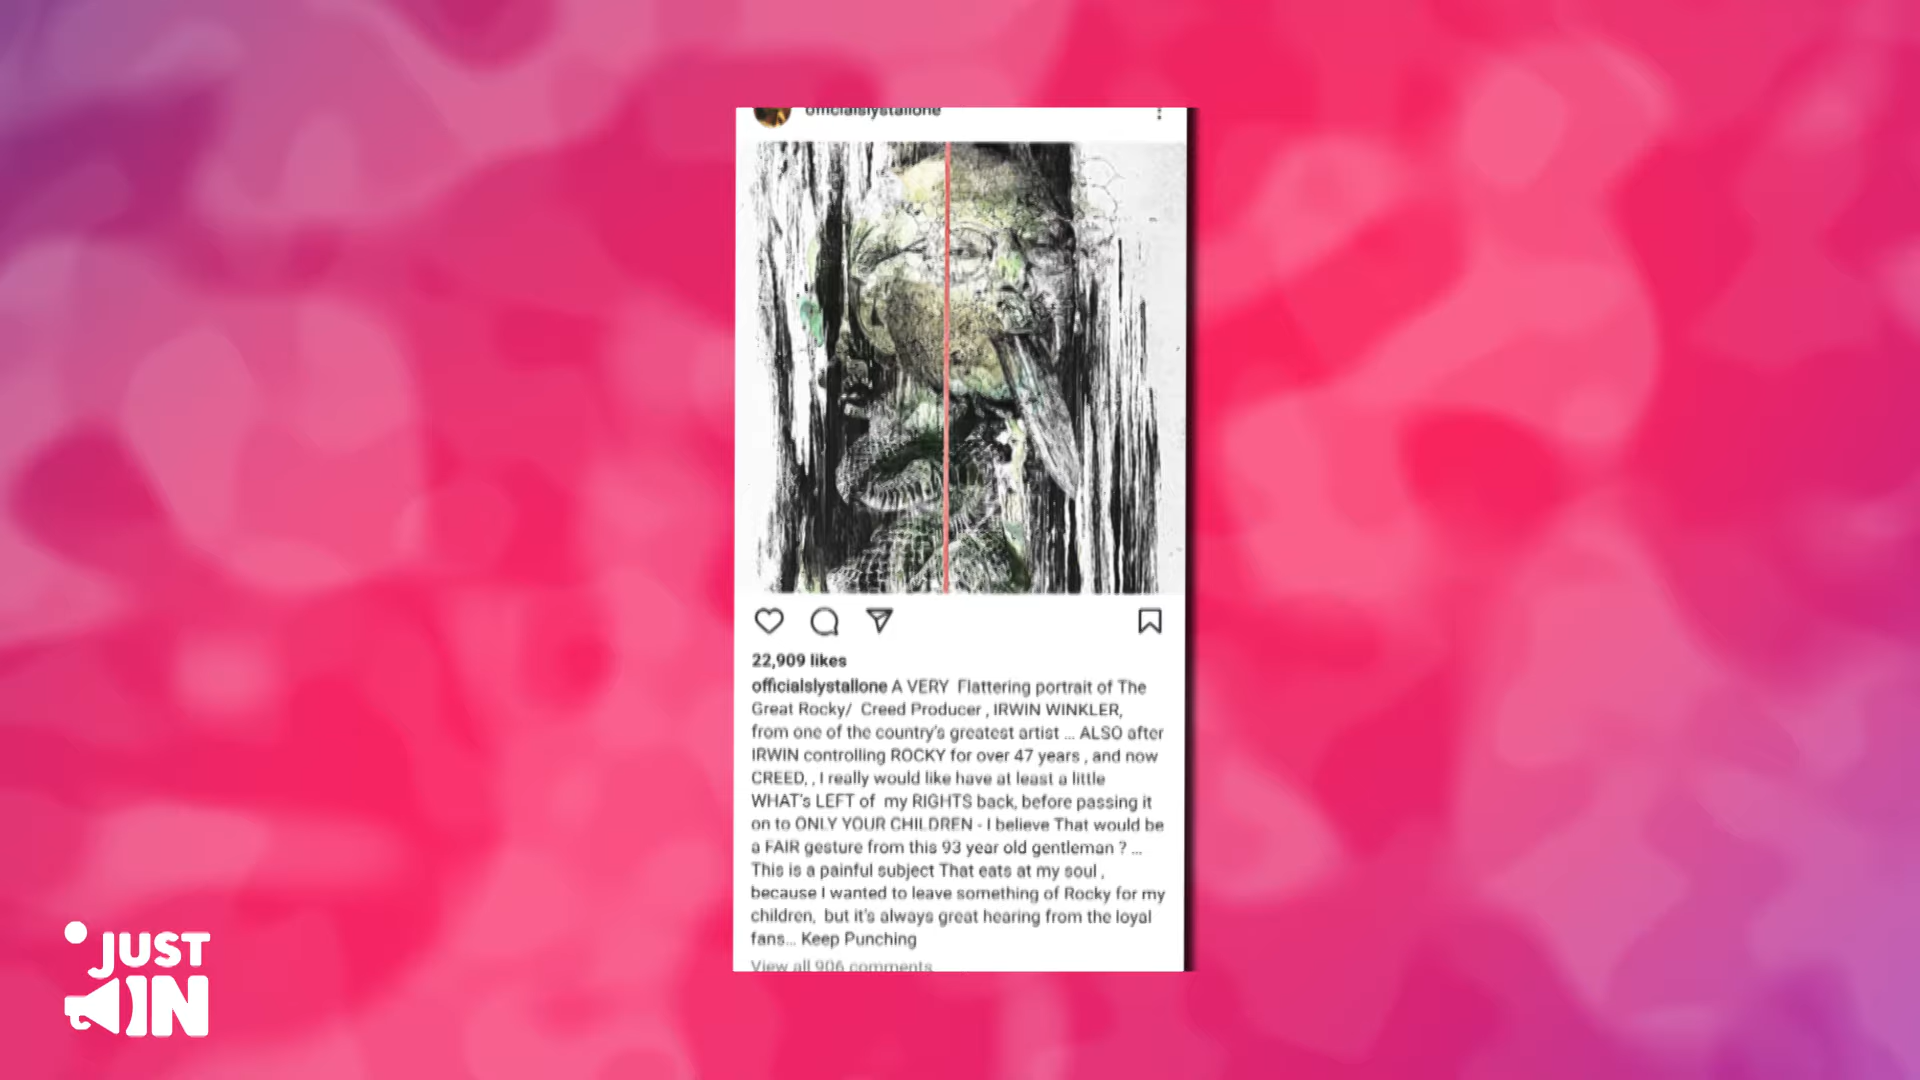 officialslystallone
22,909 likes
officialslystallone A VERY Flattering portrait of The
Great Rocky/ Creed Producer , IRWIN WINKLER,
from one of the country's greatest artist ... ALSO after
IRWIN controlling ROCKY for over 47 years , and now
CREED, , I really would like have at least a little
WHAT's LEFT of my RIGHTS back, before passing it
on to ONLY YOUR CHILDREN - I believe That would be
a FAIR gesture from this 93 year old gentleman ? ...
This is a painful subject That eats at my soul ,
because I wanted to leave something of Rocky for my
children, but it's always great hearing from the loyal
fans... Keep Punching
View all 906 comments
JUST
IN